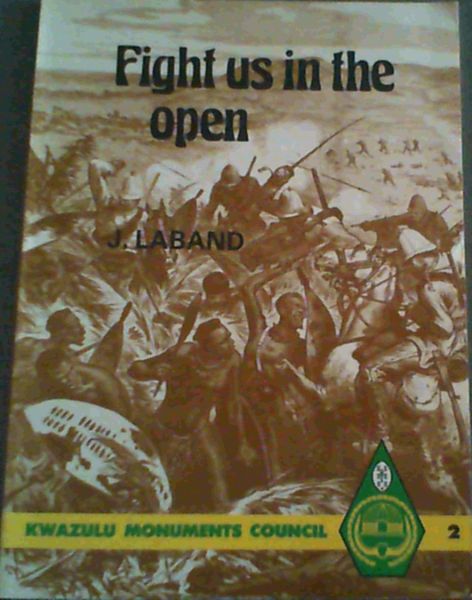 Fight us in the
open
J. LABAND
KWAZULU MONUMENTS COUNCIL 2